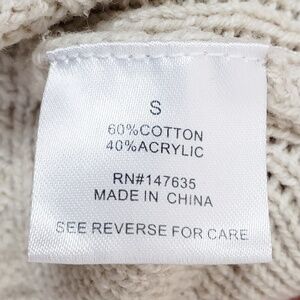 S
60%COTTON
40%ACRYLIC
RN#147635
MADE IN CHINA
SEE REVERSE FOR CARE